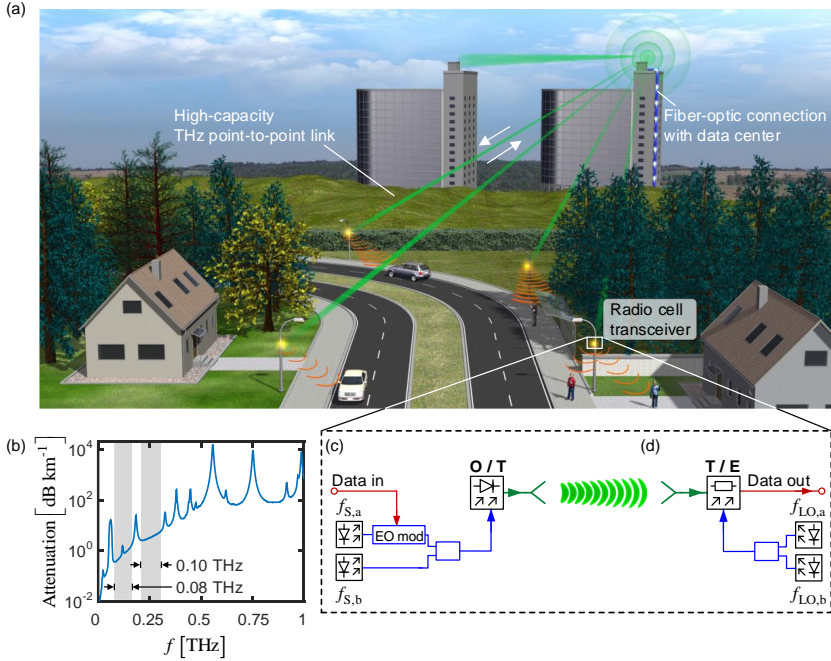 (a)
High-capacity
THz point-to-point link
Fiber-optic connection
with data center
Radio cell
transceiver
(b)
Attenuation [dB km⁻¹]
10⁴
10²
10⁰
10⁻²
0.10 THz
0.08 THz
0
0.25
0.5
0.75
1
f [THz]
(c)
Data in
f_S,a
EO mod
f_S,b
O / T
(d)
T / E
Data out
f_LO,a
f_LO,b